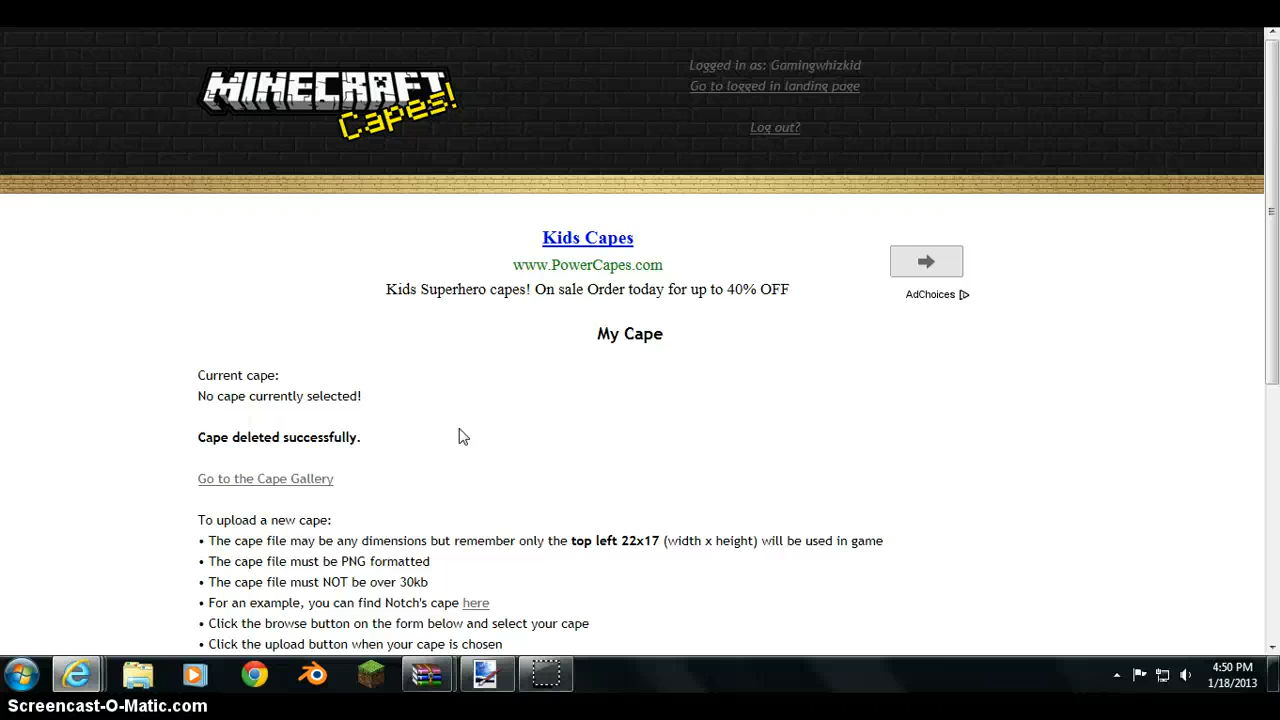 MINECRAFT
Capes!
Logged in as: Gamingwhizkid
Go to logged in landing page
Log out?
Kids Capes
www.PowerCapes.com
Kids Superhero capes! On sale Order today for up to 40% OFF
AdChoices
My Cape
Current cape:
No cape currently selected!
Cape deleted successfully.
Go to the Cape Gallery
To upload a new cape:
• The cape file may be any dimensions but remember only the top left 22x17 (width x height) will be used in game
• The cape file must be PNG formatted
• The cape file must NOT be over 30kb
• For an example, you can find Notch's cape here
• Click the browse button on the form below and select your cape
• Click the upload button when your cape is chosen
4:50 PM
1/18/2013
Screencast-O-Matic.com